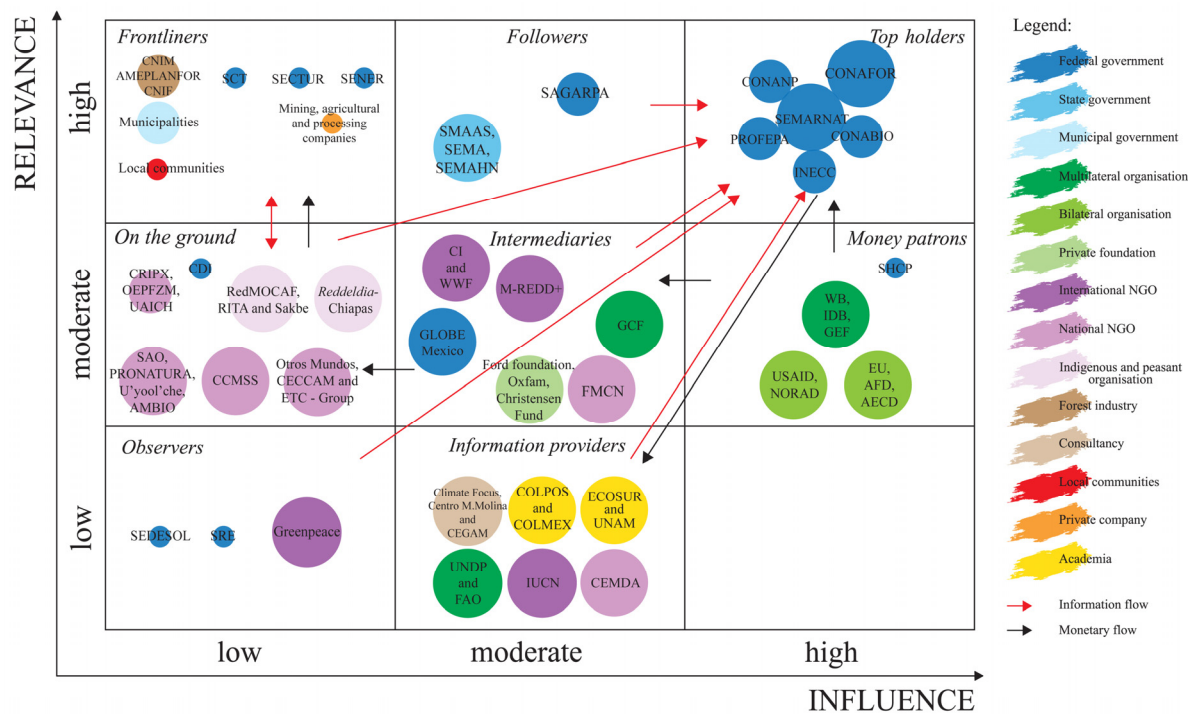 RELEVANCE
high
moderate
low
Frontliners
CNIM
AMEPLANFOR
CNIF
SCT
SECTUR
SENER
Municipalities
Mining, agricultural
and processing
companies
Local communities
Followers
SAGARPA
SMAAS,
SEMA,
SEMAHN
Top holders
CONANP
CONAFOR
SEMARNAT
PROFEPA
CONABIO
INECC
On the ground
CDI
CRIPX,
OEPFZM,
UAICH
RedMOCAF,
RITA and Sakbe
Reddeldia-
Chiapas
SAO,
PRONATURA,
U'yool'che,
AMBIO
CCMSS
Otros Mundos,
CECCAM and
ETC - Group
Intermediaries
CI
and
WWF
M-REDD+
GLOBE
Mexico
GCF
Ford foundation,
Oxfam,
Christensen
Fund
FMCN
Money patrons
SHCP
WB,
IDB,
GEF
USAID,
NORAD
EU,
AFD,
AECD
Observers
SEDESOL
SRE
Greenpeace
Information providers
Climate Focus,
Centro M.Molina
and
CEGAM
COLPOS
and
COLMEX
ECOSUR
and
UNAM
UNDP
and
FAO
IUCN
CEMDA
low
moderate
high
INFLUENCE
Legend:
Federal government
State government
Municipal government
Multilateral organisation
Bilateral organisation
Private foundation
International NGO
National NGO
Indigenous and peasant
organisation
Forest industry
Consultancy
Local communities
Private company
Academia
Information flow
Monetary flow